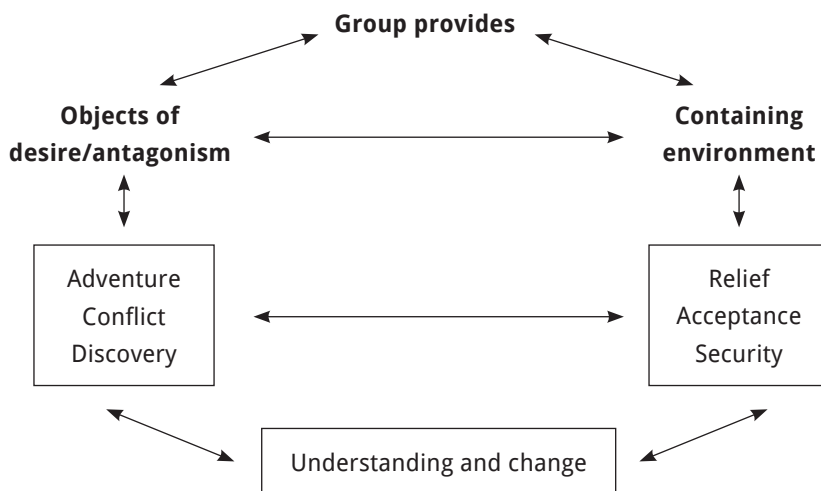 Group provides
Objects of
desire/antagonism
Containing
environment
Adventure
Conflict
Discovery
Relief
Acceptance
Security
Understanding and change